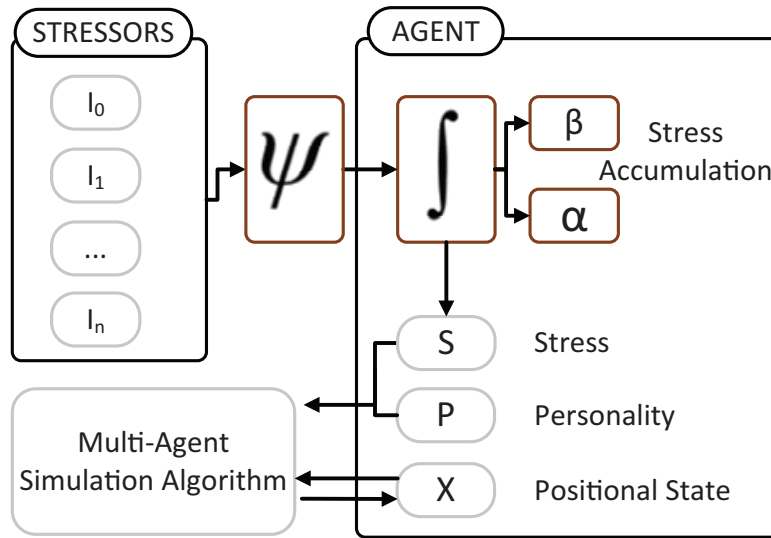 STRESSORS
I₀
I₁
...
Iₙ
ψ
AGENT
∫
β
α
Stress
Accumulation
S
Stress
P
Personality
X
Positional State
Multi-Agent
Simulation Algorithm